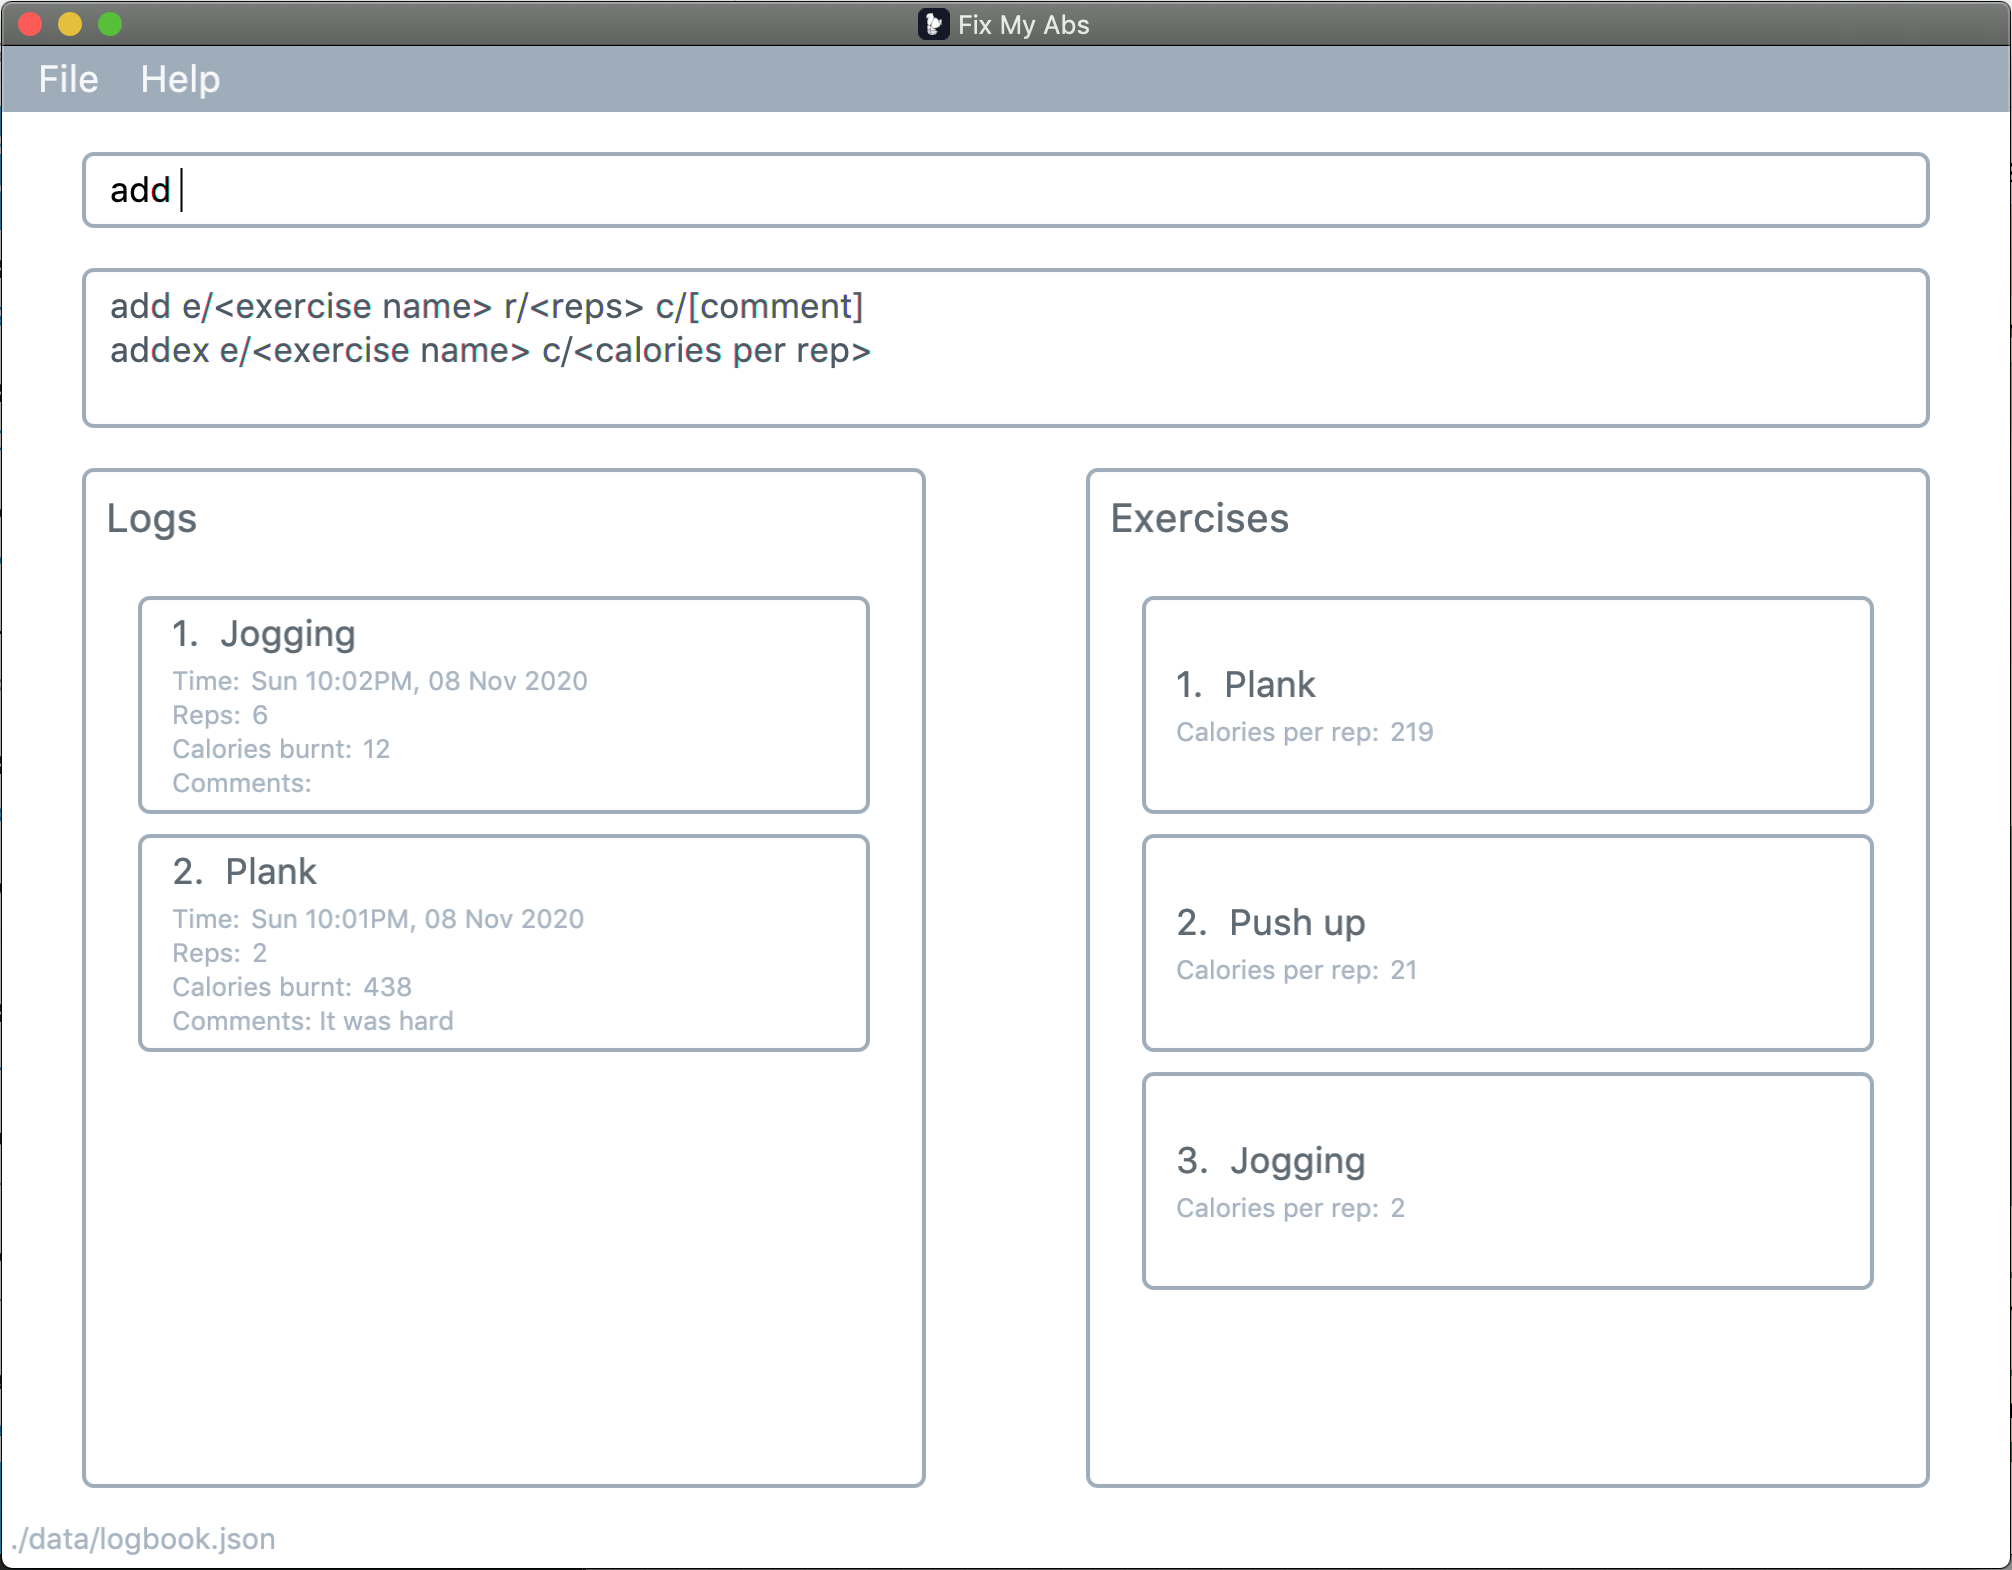 Fix My Abs
File Help
add
add e/<exercise name> r/<reps> c/[comment]
addex e/<exercise name> c/<calories per rep>
Logs
1. Jogging
Time: Sun 10:02PM, 08 Nov 2020
Reps: 6
Calories burnt: 12
Comments:
2. Plank
Time: Sun 10:01PM, 08 Nov 2020
Reps: 2
Calories burnt: 438
Comments: It was hard
Exercises
1. Plank
Calories per rep: 219
2. Push up
Calories per rep: 21
3. Jogging
Calories per rep: 2
./data/logbook.json